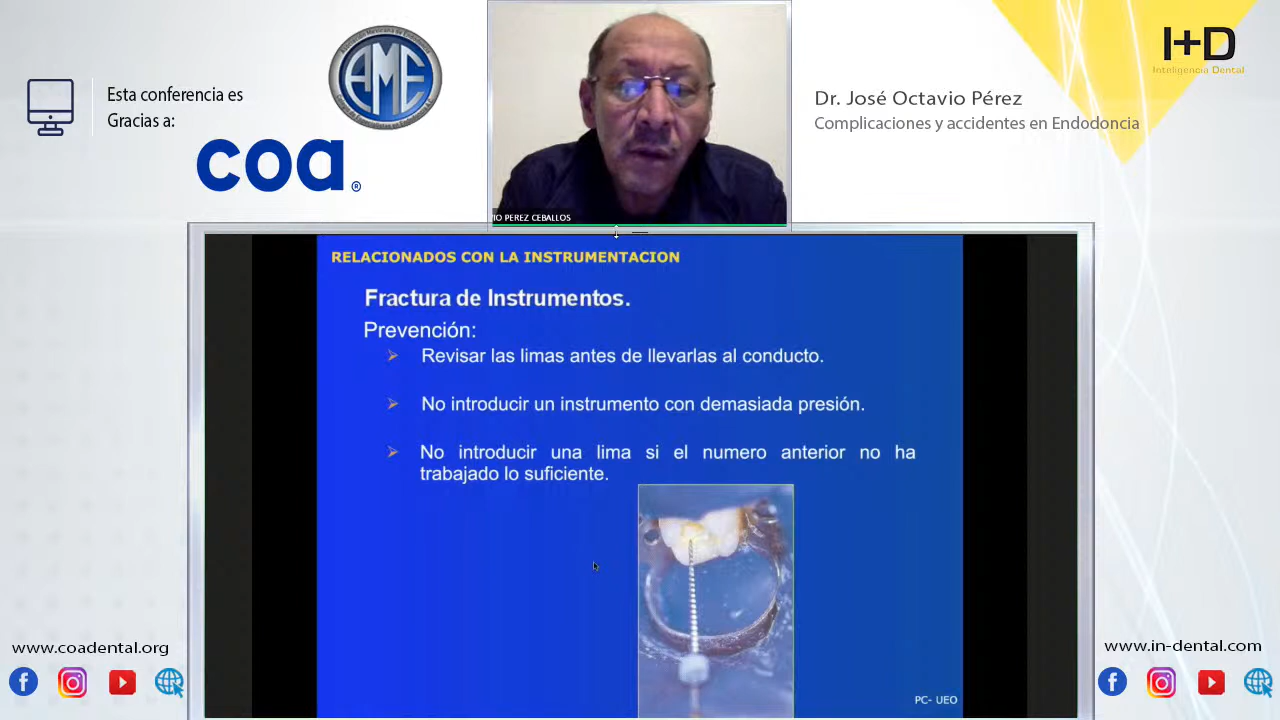 Esta conferencia es
Gracias a:
coa®
AME
I+D
Inteligencia Dental
Dr. José Octavio Pérez
Complicaciones y accidentes en Endodoncia
IO PEREZ CEBALLOS
RELACIONADOS CON LA INSTRUMENTACION
Fractura de Instrumentos.
Prevención:
Revisar las limas antes de llevarlas al conducto.
No introducir un instrumento con demasiada presión.
No introducir una lima si el numero anterior no ha
trabajado lo suficiente.
PC- UEO
www.coadental.org
www.in-dental.com